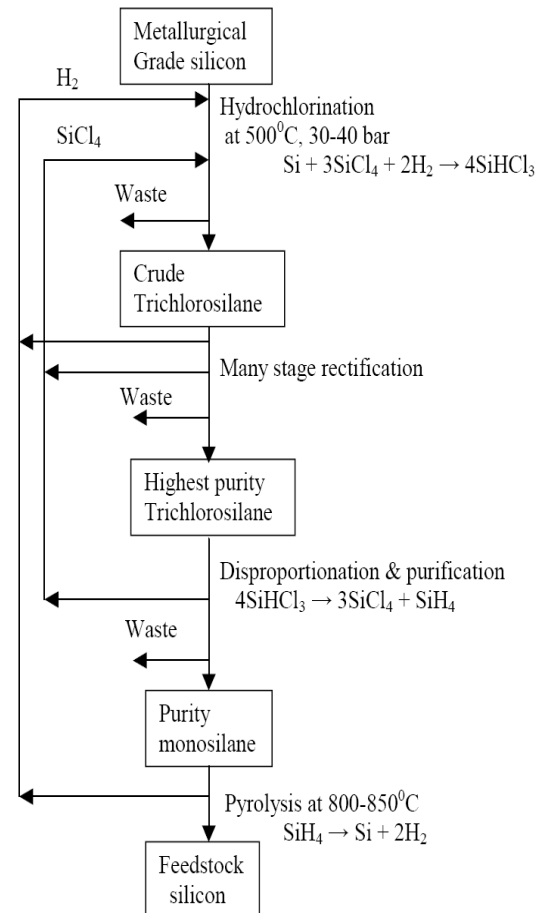 Metallurgical
Grade silicon
H₂
Hydrochlorination
at 500⁰C, 30-40 bar
SiCl₄
Si + 3SiCl₄ + 2H₂ → 4SiHCl₃
Waste
Crude
Trichlorosilane
Many stage rectification
Waste
Highest purity
Trichlorosilane
Disproportionation & purification
4SiHCl₃ → 3SiCl₄ + SiH₄
Waste
Purity
monosilane
Pyrolysis at 800-850⁰C
SiH₄ → Si + 2H₂
Feedstock
silicon